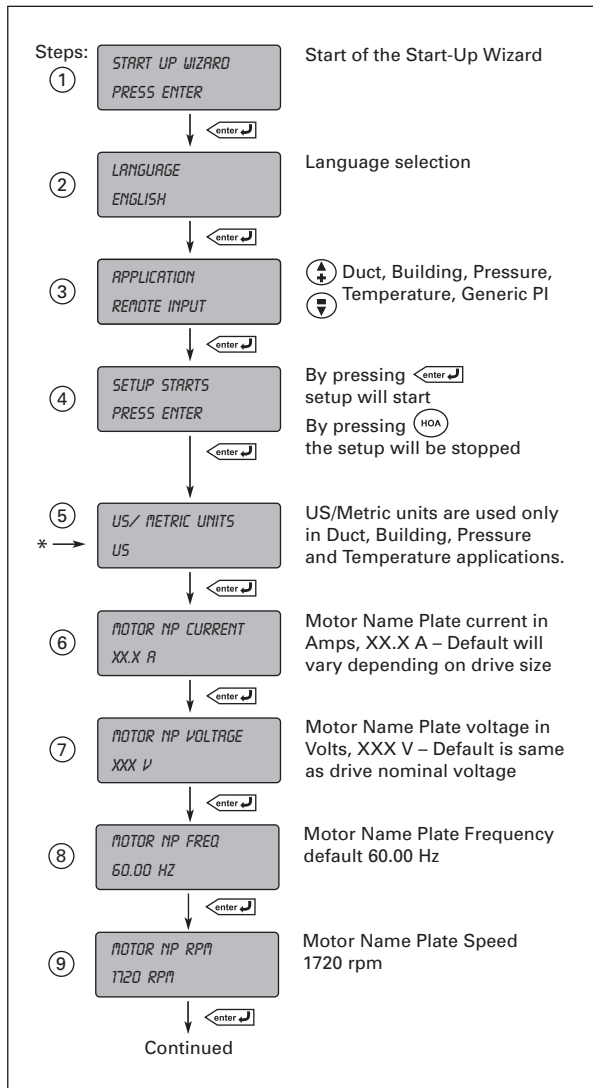 Steps:
1
START UP WIZARD
PRESS ENTER
Start of the Start-Up Wizard
enter
2
LANGUAGE
ENGLISH
Language selection
enter
3
APPLICATION
REMOTE INPUT
Duct, Building, Pressure,
Temperature, Generic PI
enter
4
SETUP STARTS
PRESS ENTER
By pressing enter
setup will start
By pressing HOA
the setup will be stopped
enter
5
* 
US/ METRIC UNITS
US
US/Metric units are used only
in Duct, Building, Pressure
and Temperature applications.
enter
6
MOTOR NP CURRENT
XX.X A
Motor Name Plate current in
Amps, XX.X A – Default will
vary depending on drive size
enter
7
MOTOR NP VOLTAGE
XXX V
Motor Name Plate voltage in
Volts, XXX V – Default is same
as drive nominal voltage
enter
8
MOTOR NP FREQ
60.00 HZ
Motor Name Plate Frequency
default 60.00 Hz
enter
9
MOTOR NP RPM
1720 RPM
Motor Name Plate Speed
1720 rpm
enter
Continued